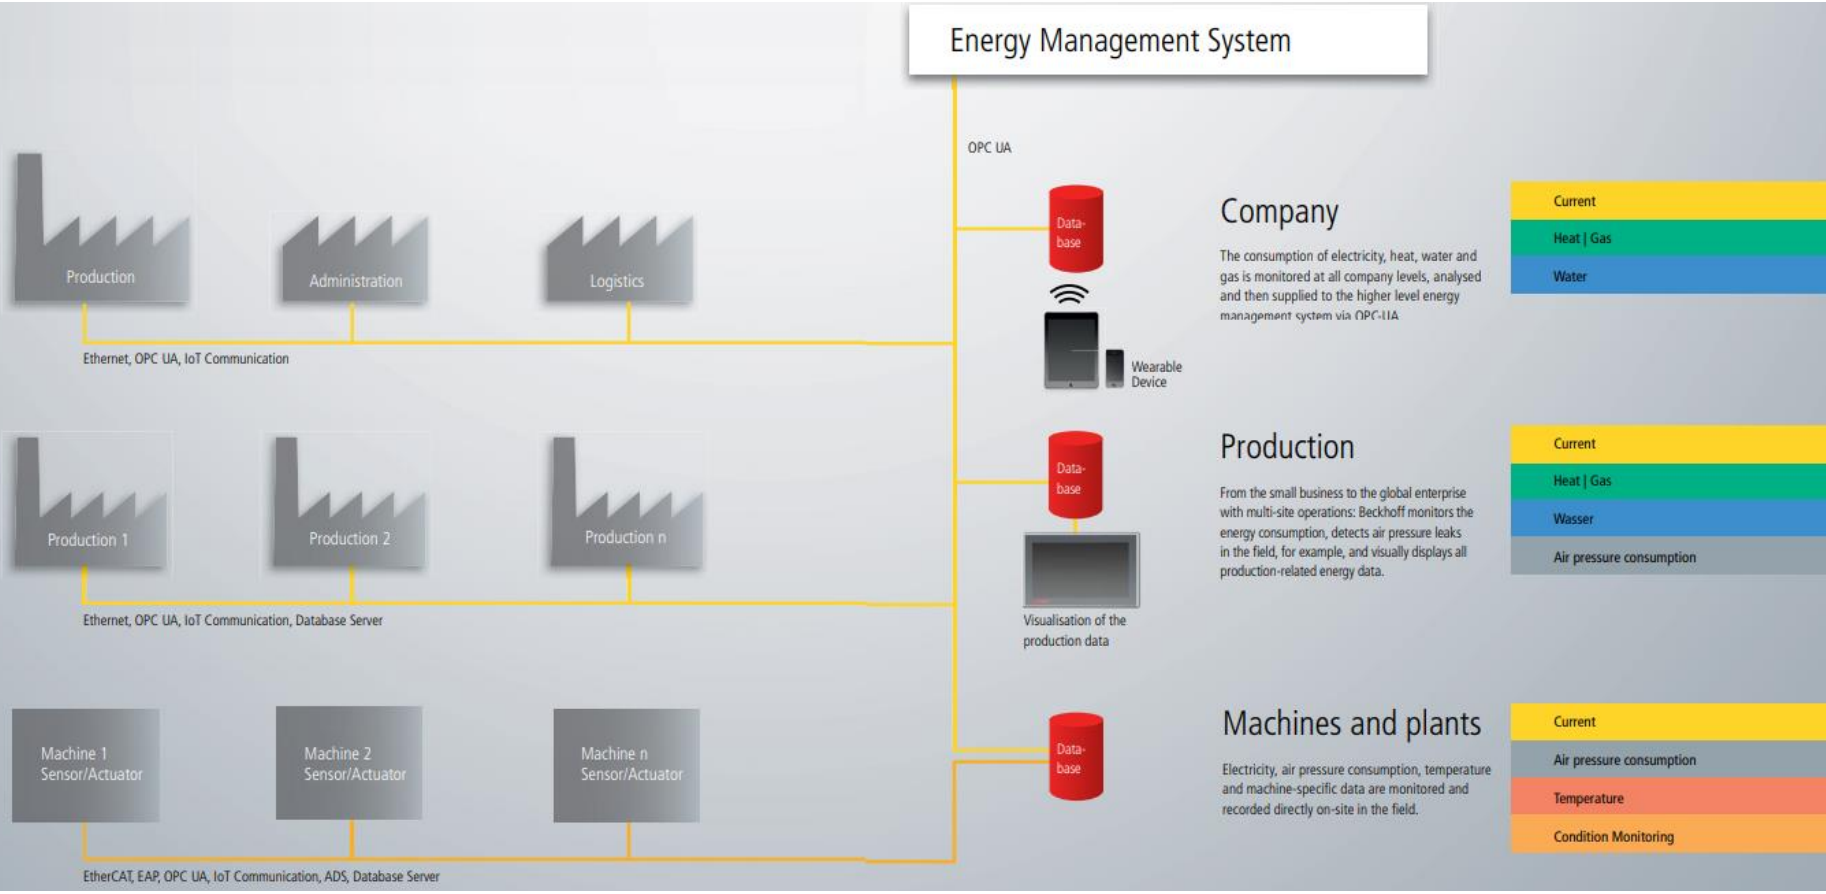 Energy Management System
OPC UA
Production
Administration
Logistics
Ethernet, OPC UA, IoT Communication
Data-
base
Wearable
Device
Company
The consumption of electricity, heat, water and
gas is monitored at all company levels, analysed
and then supplied to the higher level energy
management system via OPC-UA
Current
Heat | Gas
Water
Production 1
Production 2
Production n
Ethernet, OPC UA, IoT Communication, Database Server
Data-
base
Visualisation of the
production data
Production
From the small business to the global enterprise
with multi-site operations: Beckhoff monitors the
energy consumption, detects air pressure leaks
in the field, for example, and visually displays all
production-related energy data.
Current
Heat | Gas
Wasser
Air pressure consumption
Machine 1
Sensor/Actuator
Machine 2
Sensor/Actuator
Machine n
Sensor/Actuator
EtherCAT, EAP, OPC UA, IoT Communication, ADS, Database Server
Data-
base
Machines and plants
Electricity, air pressure consumption, temperature
and machine-specific data are monitored and
recorded directly on-site in the field.
Current
Air pressure consumption
Temperature
Condition Monitoring